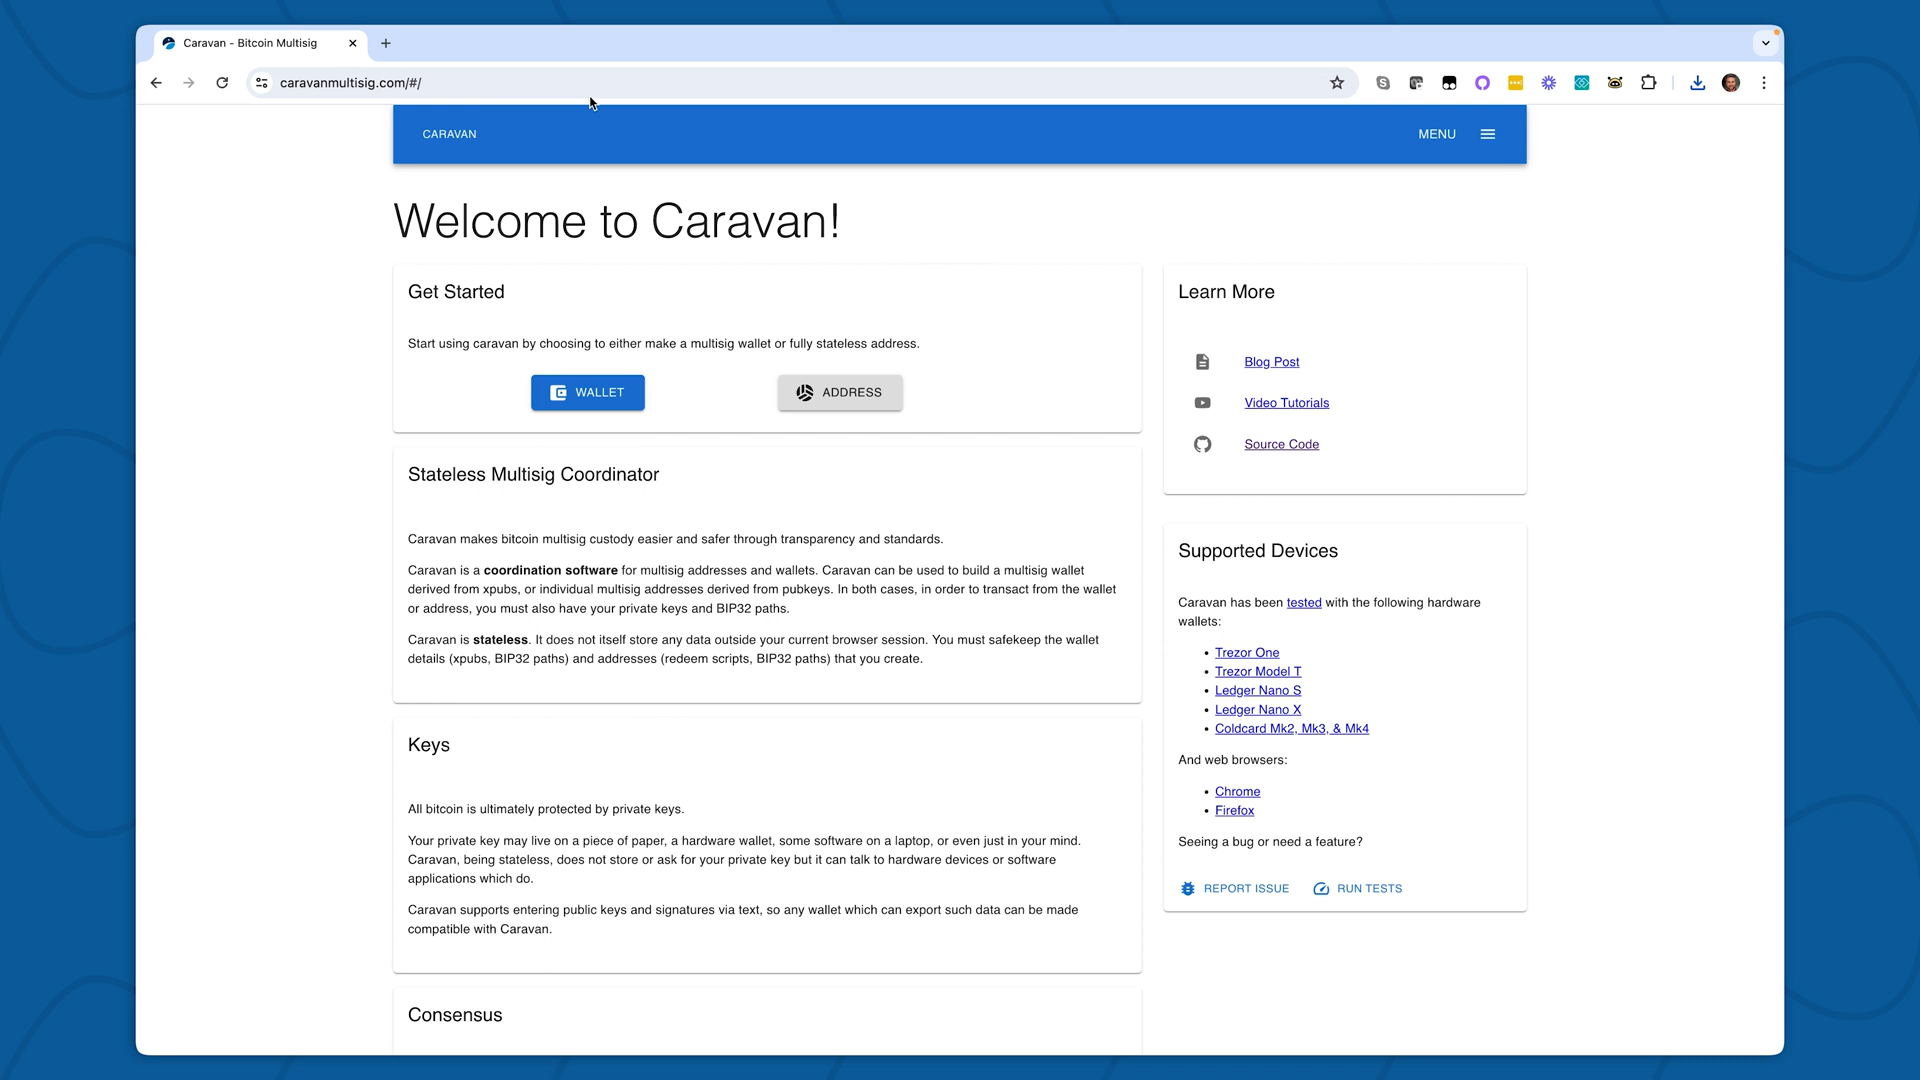 Caravan - Bitcoin Multisig
caravanmultisig.com/#/
CARAVAN
MENU
Welcome to Caravan!
Get Started
Start using caravan by choosing to either make a multisig wallet or fully stateless address.
WALLET
ADDRESS
Stateless Multisig Coordinator
Caravan makes bitcoin multisig custody easier and safer through transparency and standards.
Caravan is a coordination software for multisig addresses and wallets. Caravan can be used to build a multisig wallet
derived from xpubs, or individual multisig addresses derived from pubkeys. In both cases, in order to transact from the wallet
or address, you must also have your private keys and BIP32 paths.
Caravan is stateless. It does not itself store any data outside your current browser session. You must safekeep the wallet
details (xpubs, BIP32 paths) and addresses (redeem scripts, BIP32 paths) that you create.
Keys
All bitcoin is ultimately protected by private keys.
Your private key may live on a piece of paper, a hardware wallet, some software on a laptop, or even just in your mind.
Caravan, being stateless, does not store or ask for your private key but it can talk to hardware devices or software
applications which do.
Caravan supports entering public keys and signatures via text, so any wallet which can export such data can be made
compatible with Caravan.
Consensus
Learn More
Blog Post
Video Tutorials
Source Code
Supported Devices
Caravan has been tested with the following hardware
wallets:
• Trezor One
• Trezor Model T
• Ledger Nano S
• Ledger Nano X
• Coldcard Mk2, Mk3, & Mk4
And web browsers:
• Chrome
• Firefox
Seeing a bug or need a feature?
REPORT ISSUE
RUN TESTS